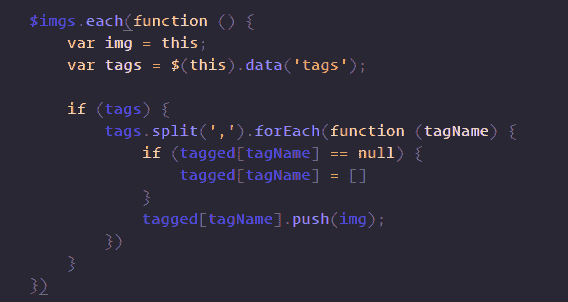 $imgs.each(function () {
    var img = this;
    var tags = $(this).data('tags');

    if (tags) {
        tags.split(',').forEach(function (tagName) {
            if (tagged[tagName] == null) {
                tagged[tagName] = []
            }
            tagged[tagName].push(img);
        })
    }
})